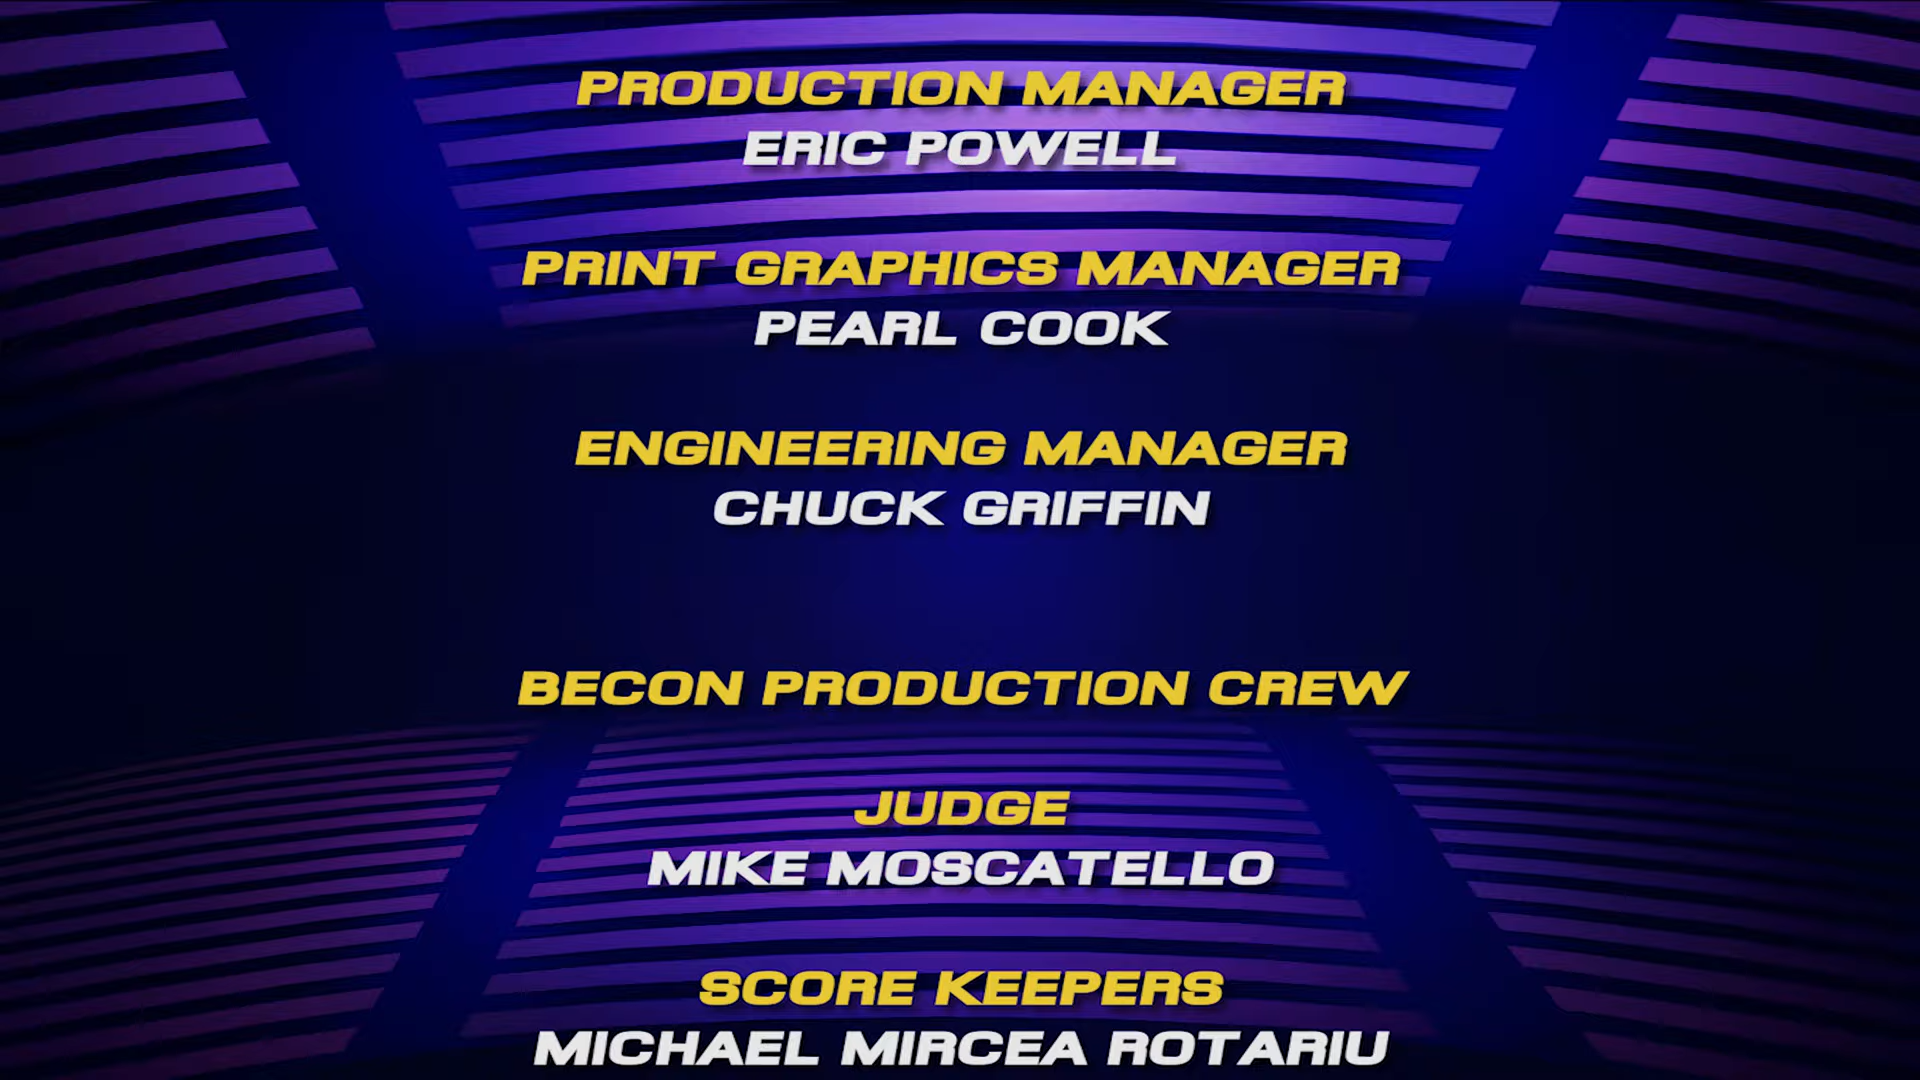 PRODUCTION MANAGER
ERIC POWELL
PRINT GRAPHICS MANAGER
PEARL COOK
ENGINEERING MANAGER
CHUCK GRIFFIN
BECON PRODUCTION CREW
JUDGE
MIKE MOSCATELLO
SCORE KEEPERS
MICHAEL MIRCEA ROTARIU